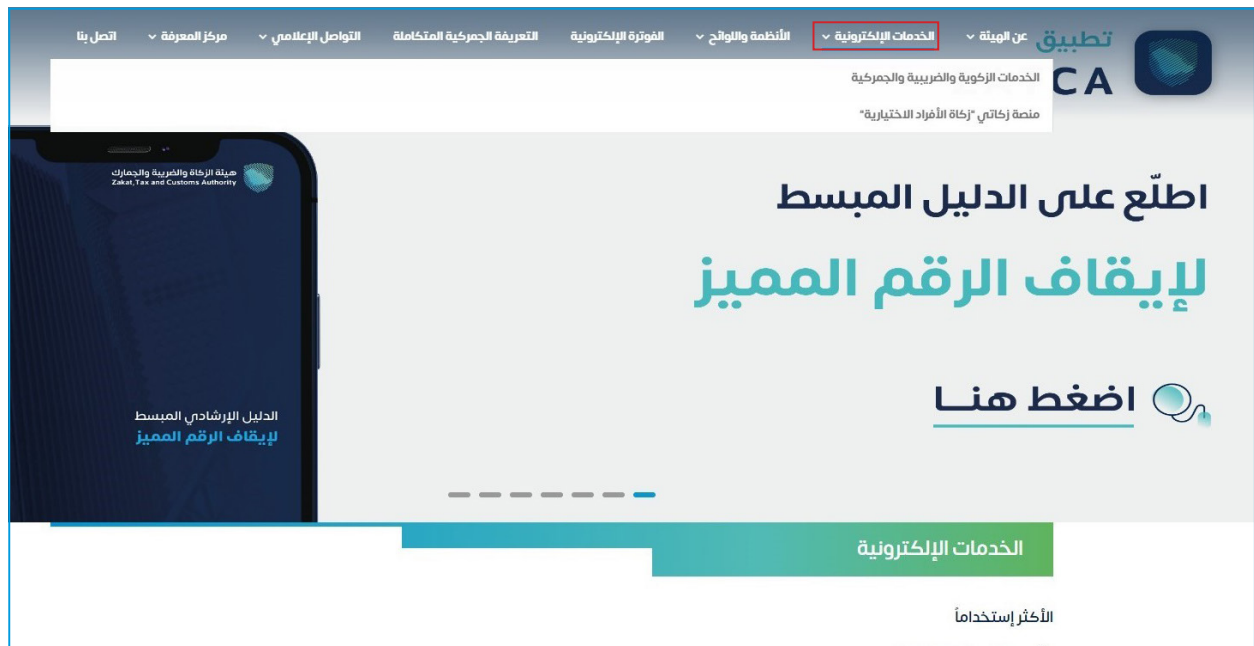 تطبيق
CA
عن الهيئة
الخدمات الإلكترونية
الأنظمة واللوائح
الفوترة الإلكترونية
التعريفة الجمركية المتكاملة
التواصل الإعلامي
مركز المعرفة
اتصل بنا
الخدمات الزكوية والضريبية والجمركية
منصة زكاتي "زكاة الأفراد الاختيارية"
هيئة الزكاة والضريبة والجمارك
Zakat, Tax and Customs Authority
اطلّع على الدليل المبسط
لإيقاف الرقم المميز
اضغط هنـــا
الدليل الإرشادي المبسط
لإيقاف الرقم المميز
الخدمات الإلكترونية
الأكثر إستخداماً